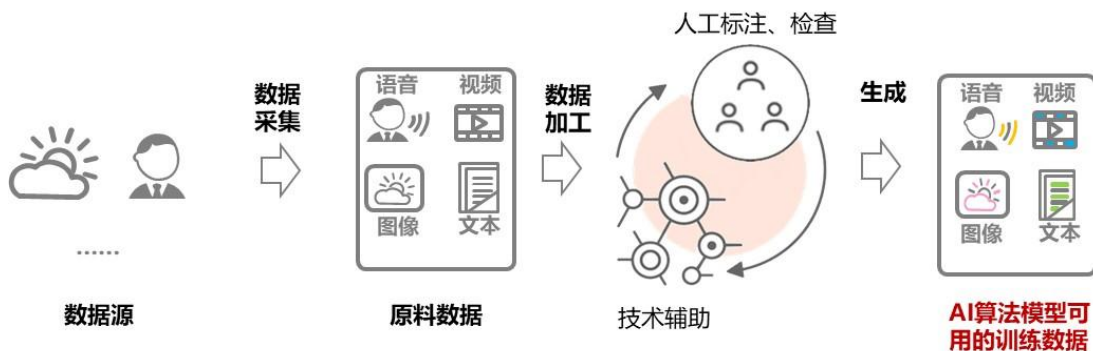 人工标注、检查
数据
采集
语音 视频
图像 文本
数据
加工
生成
语音 视频
图像 文本
......
数据源
原料数据
技术辅助
AI算法模型可
用的训练数据